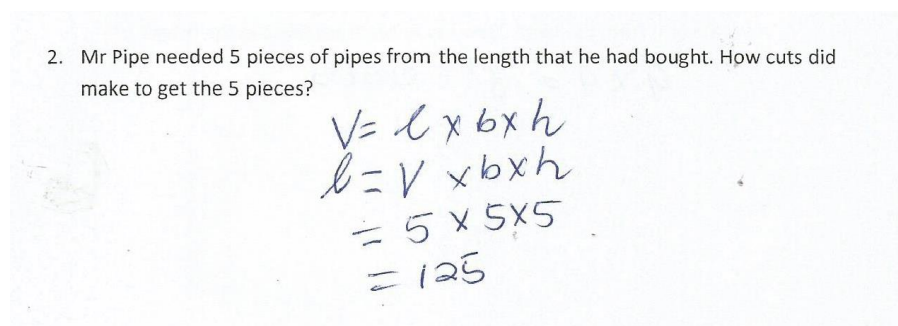 2. Mr Pipe needed 5 pieces of pipes from the length that he had bought. How cuts did
make to get the 5 pieces?
V= l x b x h
l = V x b x h
= 5 x 5 x 5
= 125